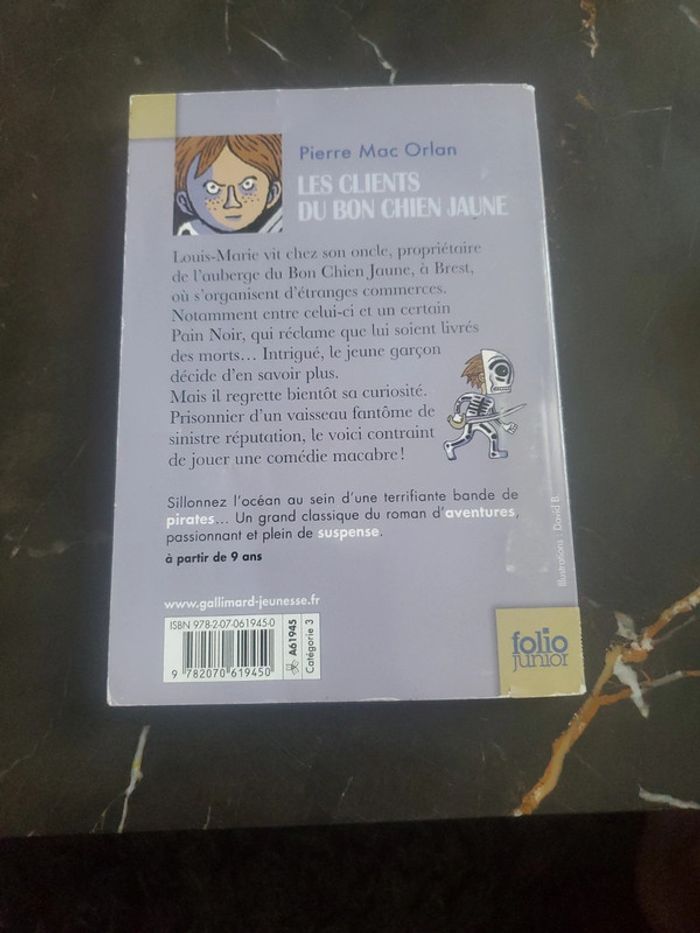 Pierre Mac Orlan
LES CLIENTS
DU BON CHIEN JAUNE
Louis-Marie vit chez son oncle, propriétaire
de l'auberge du Bon Chien Jaune, à Brest,
où s'organisent d'étranges commerces.
Notamment entre celui-ci et un certain
Pain Noir, qui réclame que lui soient livrés
des morts... Intrigué, le jeune garçon
décide d'en savoir plus.
Mais il regrette bientôt sa curiosité.
Prisonnier d'un vaisseau fantôme de
sinistre réputation, le voici contraint
de jouer une comédie macabre !
Sillonnez l'océan au sein d'une terrifiante bande de
pirates... Un grand classique du roman d'aventures,
passionnant et plein de suspense.
à partir de 9 ans
Illustrations : David B.
www.gallimard-jeunesse.fr
ISBN 978-2-07-061945-0
9 782070 619450
A61945
Catégorie 3
folio
junior